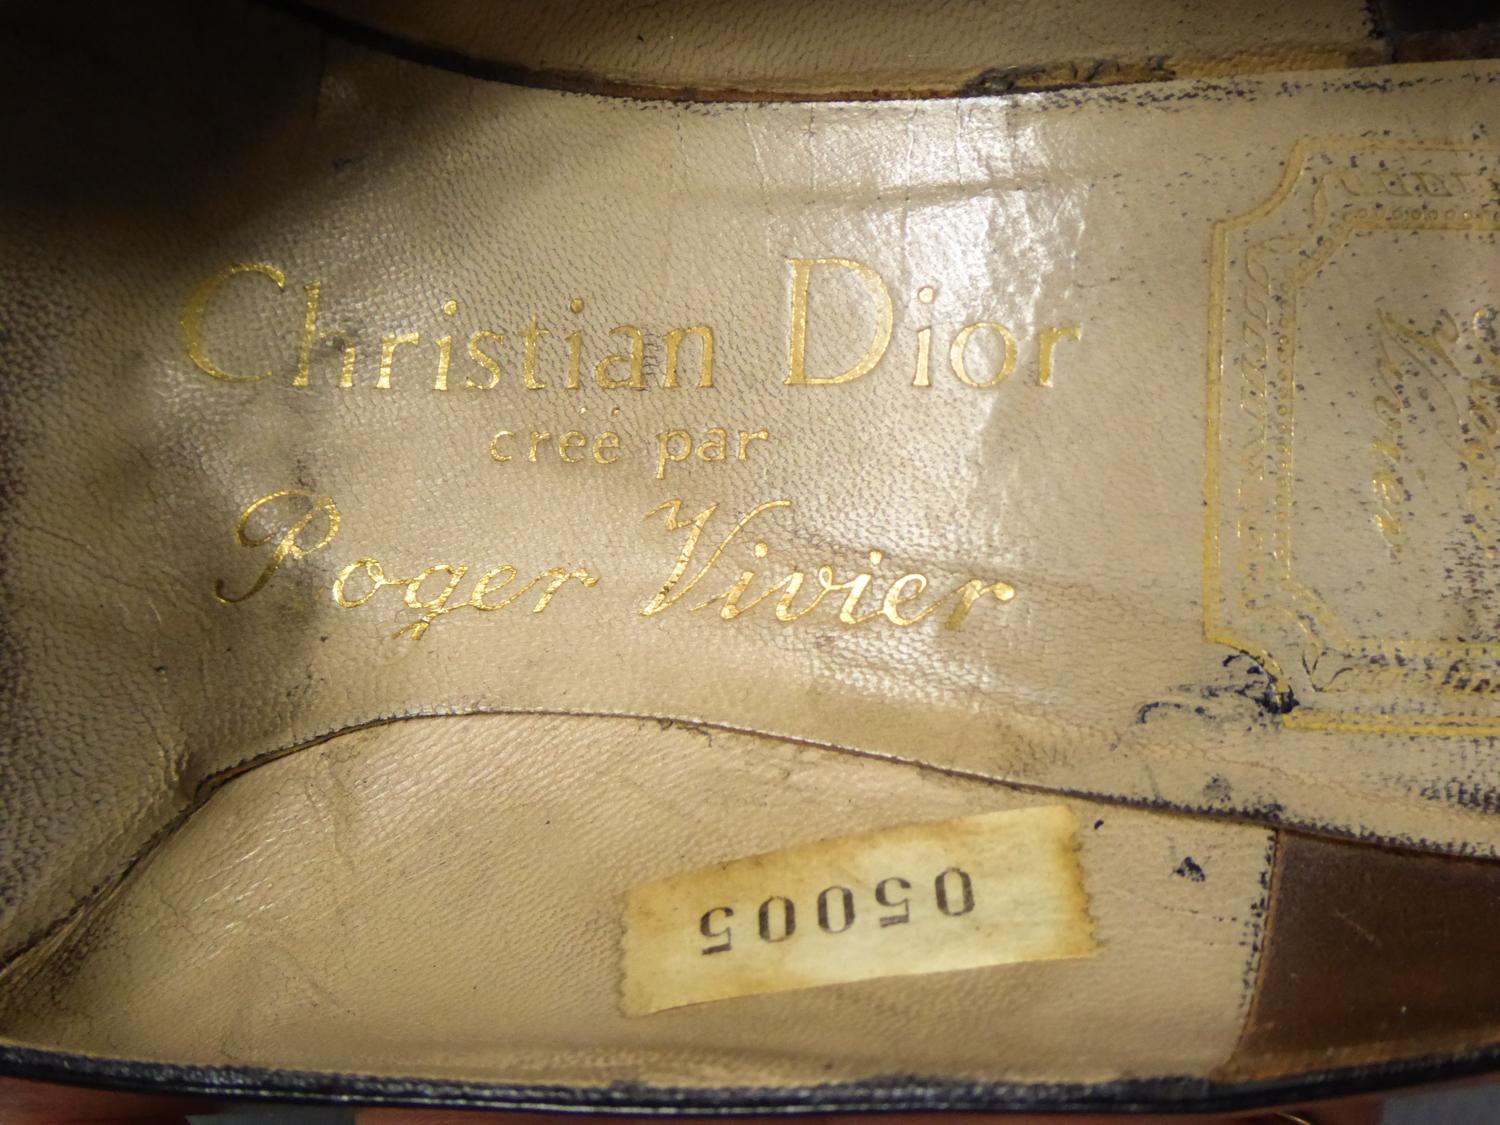 Christian Dior
créé par
Roger Vivier
05005